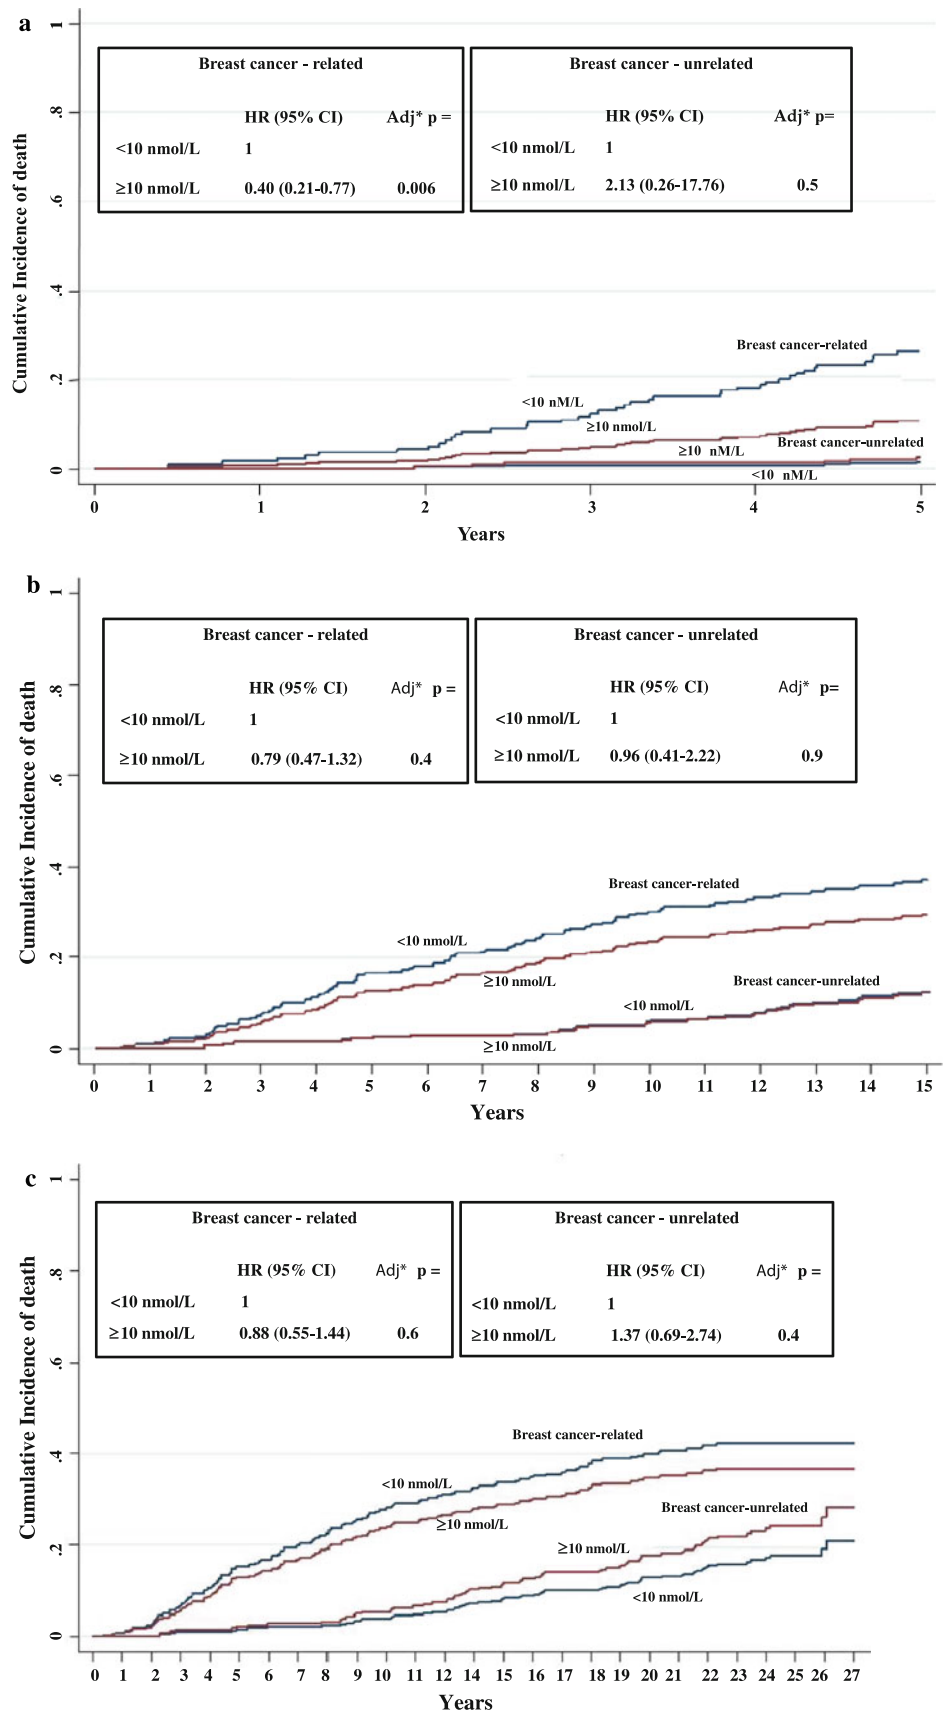 a
Cumulative Incidence of death
1
.8
.6
.4
.2
0
Breast cancer - related
HR (95% CI) Adj* p =
<10 nmol/L 1
≥10 nmol/L 0.40 (0.21-0.77) 0.006
Breast cancer - unrelated
HR (95% CI) Adj* p=
<10 nmol/L 1
≥10 nmol/L 2.13 (0.26-17.76) 0.5
Breast cancer-related
<10 nM/L
≥10 nmol/L
Breast cancer-unrelated
≥10 nM/L
<10 nM/L
0 1 2 3 4 5
Years
b
Cumulative Incidence of death
1
.8
.6
.4
.2
0
Breast cancer - related
HR (95% CI) Adj* p =
<10 nmol/L 1
≥10 nmol/L 0.79 (0.47-1.32) 0.4
Breast cancer - unrelated
HR (95% CI) Adj* p=
<10 nmol/L 1
≥10 nmol/L 0.96 (0.41-2.22) 0.9
Breast cancer-related
<10 nmol/L
≥10 nmol/L
Breast cancer-unrelated
<10 nmol/L
≥10 nmol/L
0 1 2 3 4 5 6 7 8 9 10 11 12 13 14 15
Years
c
Cumulative Incidence of death
1
.8
.6
.4
.2
0
Breast cancer - related
HR (95% CI) Adj* p =
<10 nmol/L 1
≥10 nmol/L 0.88 (0.55-1.44) 0.6
Breast cancer - unrelated
HR (95% CI) Adj* p =
<10 nmol/L 1
≥10 nmol/L 1.37 (0.69-2.74) 0.4
Breast cancer-related
<10 nmol/L
≥10 nmol/L
Breast cancer-unrelated
≥10 nmol/L
<10 nmol/L
0 1 2 3 4 5 6 7 8 9 10 11 12 13 14 15 16 17 18 19 20 21 22 23 24 25 26 27
Years